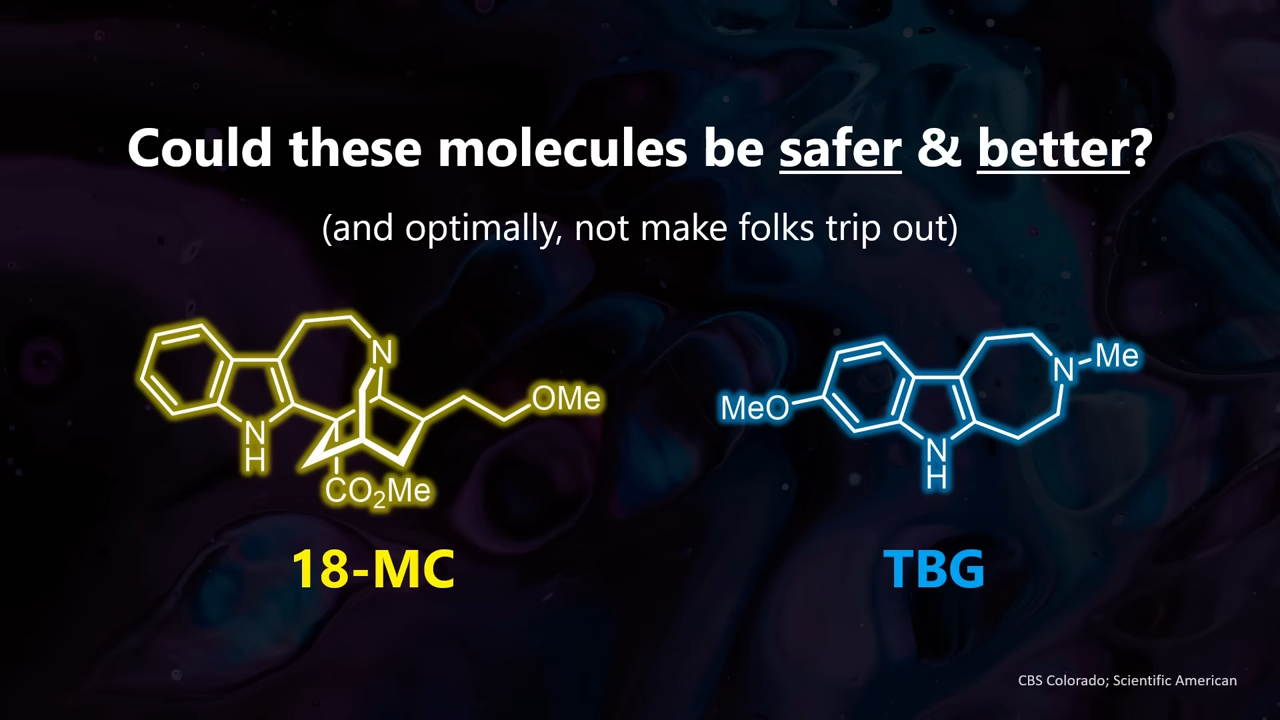 Could these molecules be safer & better?
(and optimally, not make folks trip out)
N
OMe
N
H
CO₂Me
N
Me
MeO
N
H
18-MC
TBG
CBS Colorado; Scientific American